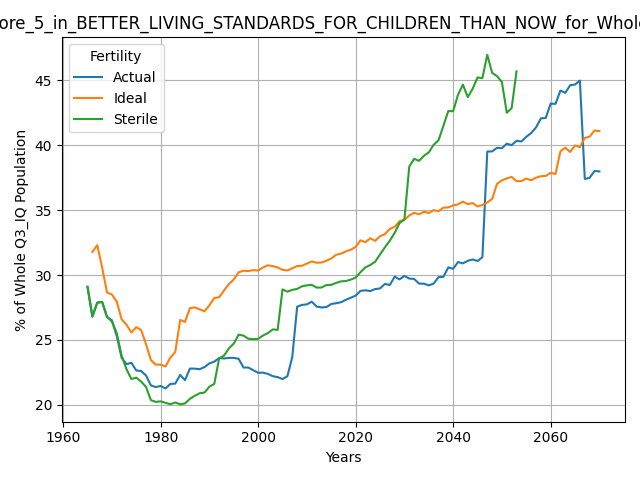 ore_5_in_BETTER_LIVING_STANDARDS_FOR_CHILDREN_THAN_NOW_for_Whole
Fertility
Actual
Ideal
Sterile
% of Whole Q3_IQ Population
45
40
35
30
25
20
1960 1980 2000 2020 2040 2060
Years